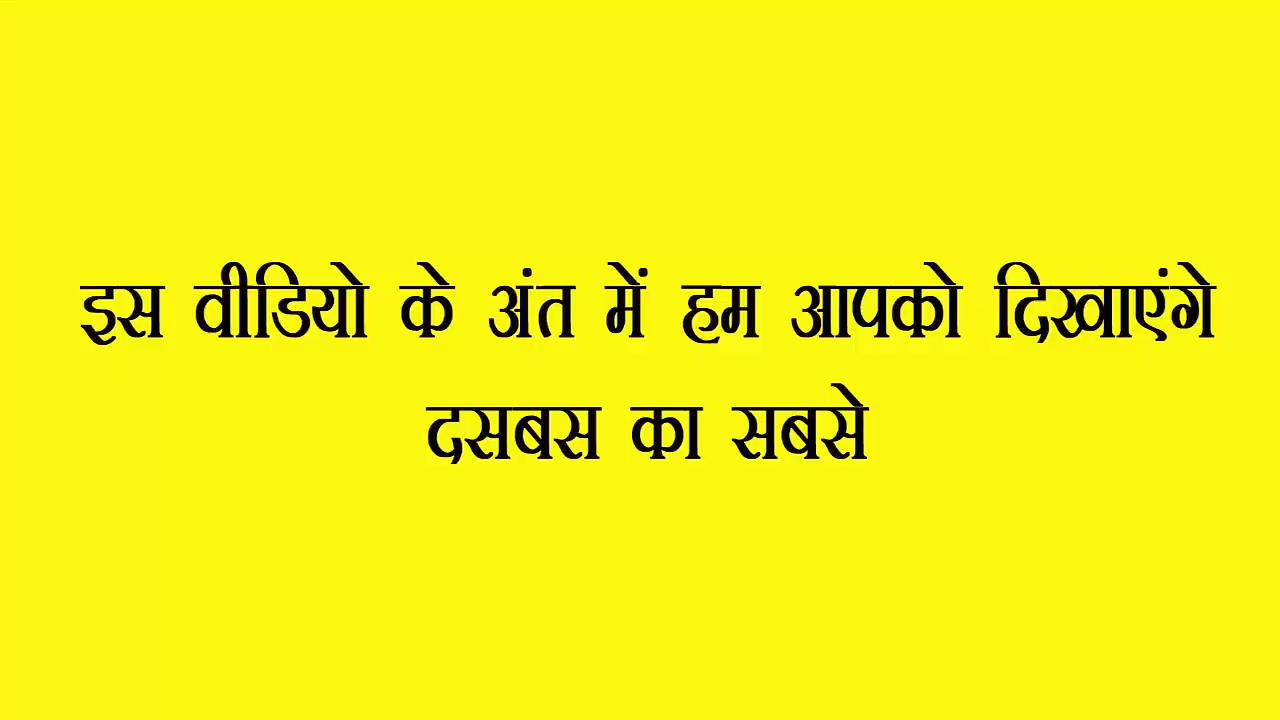 इस वीडियो के अंत में हम आपको दिखाएंगे
दसबस का सबसे